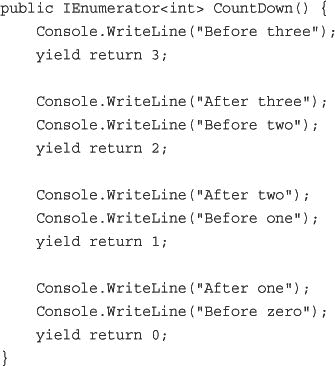 public IEnumerator<int> CountDown() {
    Console.WriteLine("Before three");
    yield return 3;

    Console.WriteLine("After three");
    Console.WriteLine("Before two");
    yield return 2;

    Console.WriteLine("After two");
    Console.WriteLine("Before one");
    yield return 1;

    Console.WriteLine("After one");
    Console.WriteLine("Before zero");
    yield return 0;
}